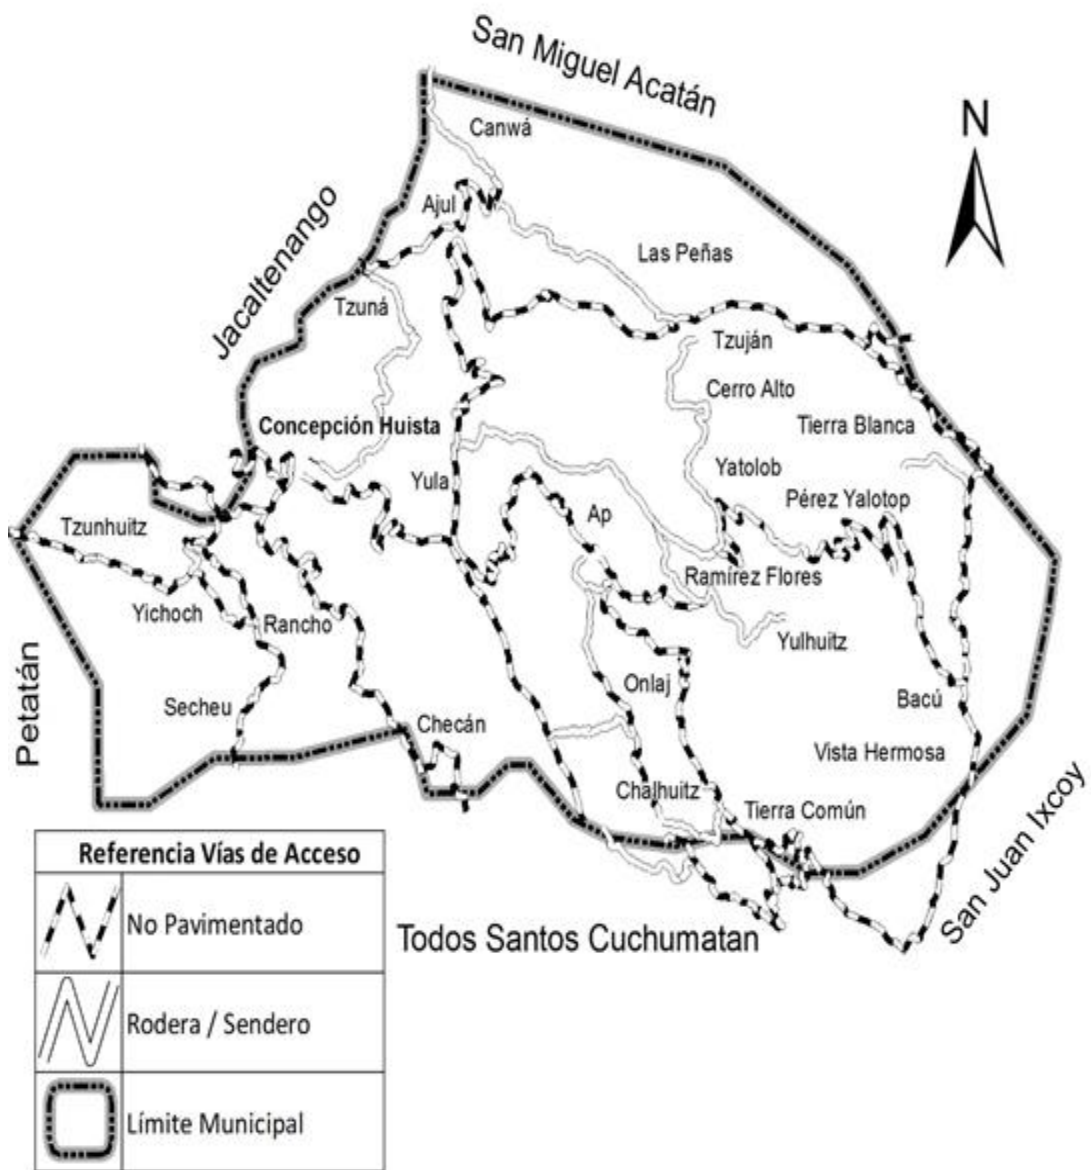 San Miguel Acatán
N
Canwá
Ajul
Jacaltenango
Las Peñas
Tzuná
Tzuján
Cerro Alto
Concepción Huista
Tierra Blanca
Yula
Yatolob
Pérez Yalotop
Ap
Tzunhuitz
Ramírez Flores
Yichoch
Rancho
Yulhuitz
Petatán
Onlaj
Secheu
Bacú
Checán
Vista Hermosa
Chalhuitz
Tierra Común
San Juan Ixcoy
Todos Santos Cuchumatan
Referencia Vías de Acceso
No Pavimentado
Rodera / Sendero
Límite Municipal